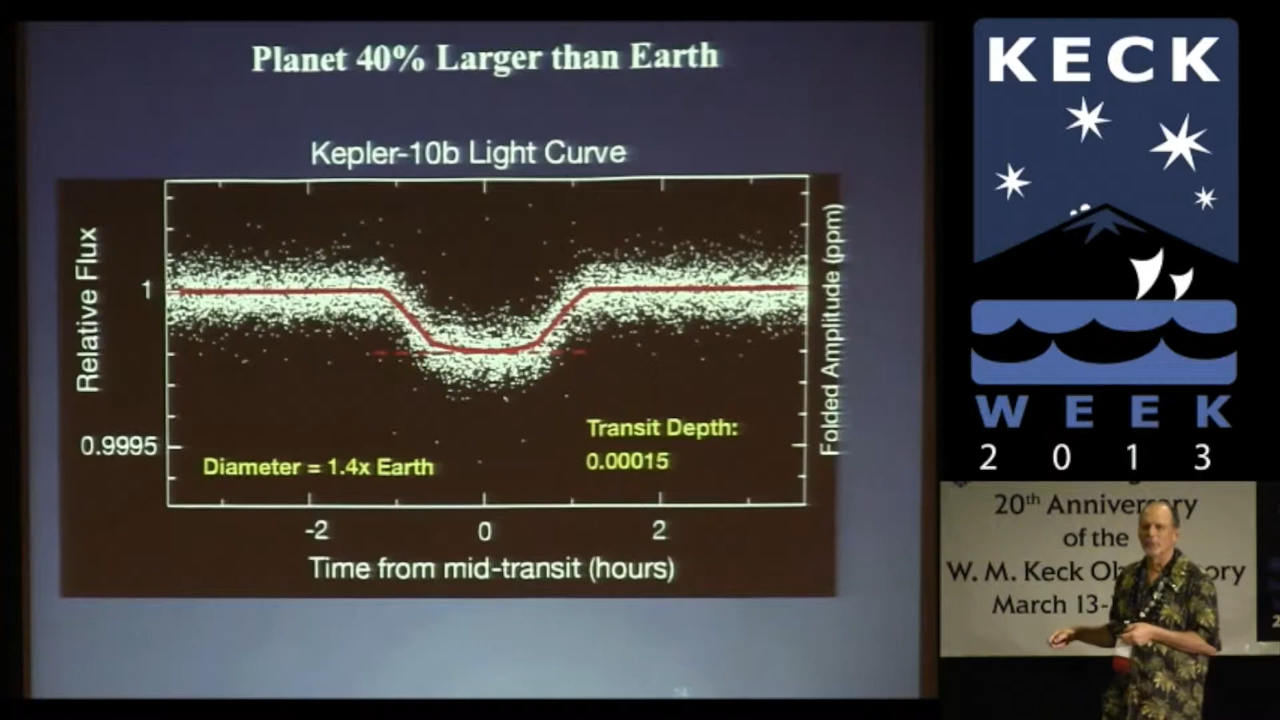 Planet 40% Larger than Earth
Kepler-10b Light Curve
Relative Flux
1
0.9995
Folded Amplitude (ppm)
Transit Depth:
0.00015
Diameter = 1.4x Earth
-2
0
2
Time from mid-transit (hours)
KECK
WEEK
2013
20th Anniversary
of the
W. M. Keck
March 13-